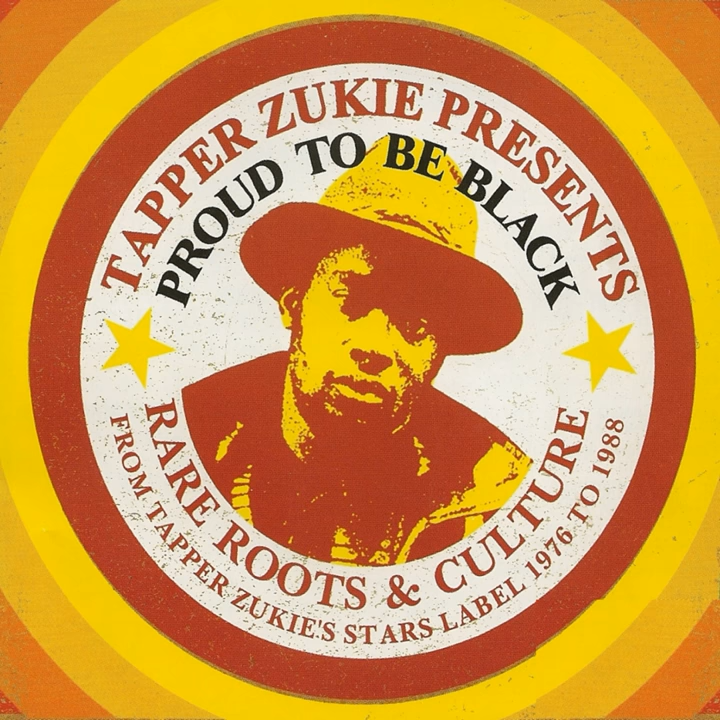 TAPPER ZUKIE PRESENTS
PROUD TO BE BLACK
RARE ROOTS & CULTURE
FROM TAPPER ZUKIE'S STARS LABEL 1976 TO 1988